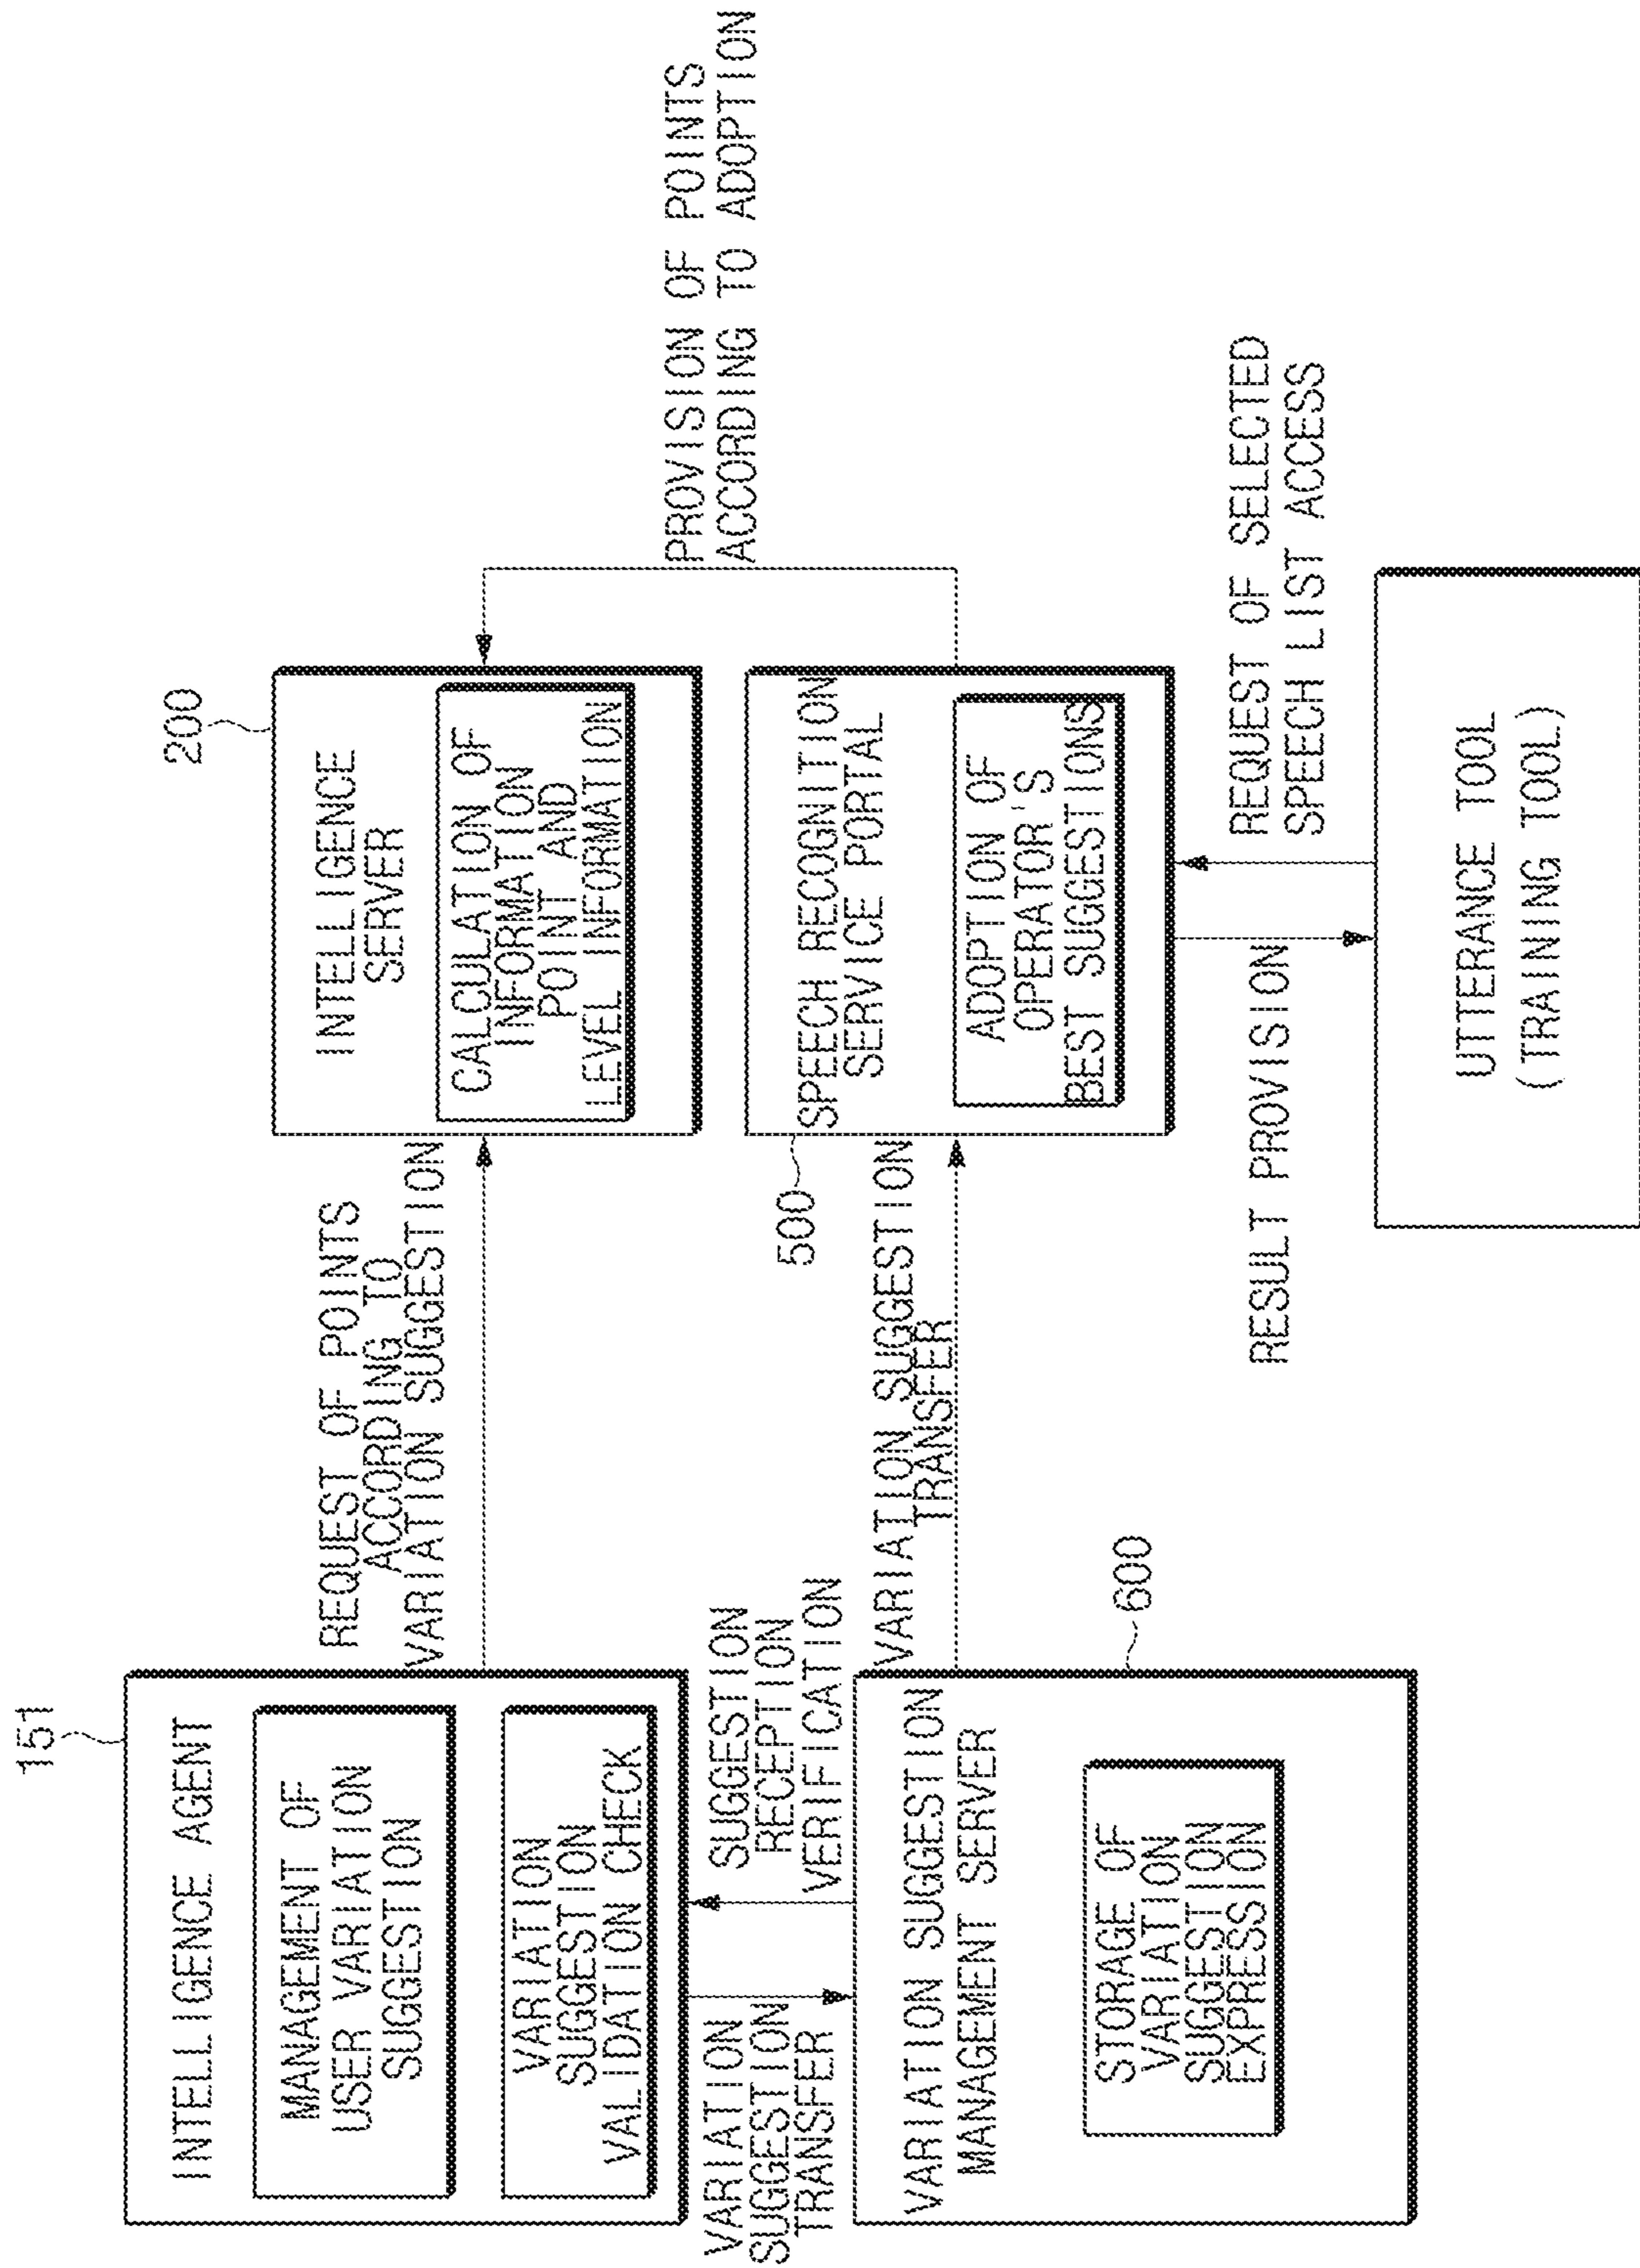 151
INTELLIGENCE AGENT
MANAGEMENT OF
USER VARIATION
SUGGESTION
VARIATION
SUGGESTION
VALIDATION CHECK
REQUEST OF POINTS
ACCORDING TO
VARIATION SUGGESTION
200
INTELLIGENCE
SERVER
CALCULATION OF
INFORMATION
POINT AND
LEVEL INFORMATION
PROVISION OF POINTS
ACCORDING TO ADOPTION
VARIATION
SUGGESTION
TRANSFER
SUGGESTION
RECEPTION
VERIFICATION
VARIATION SUGGESTION
MANAGEMENT SERVER
STORAGE OF
VARIATION
SUGGESTION
EXPRESSION
600
VARIATION SUGGESTION
TRANSFER
500
SPEECH RECOGNITION
SERVICE PORTAL
ADOPTION OF
OPERATOR'S
BEST SUGGESTIONS
RESULT PROVISION
REQUEST OF SELECTED
SPEECH LIST ACCESS
UTTERANCE TOOL
(TRAINING TOOL)